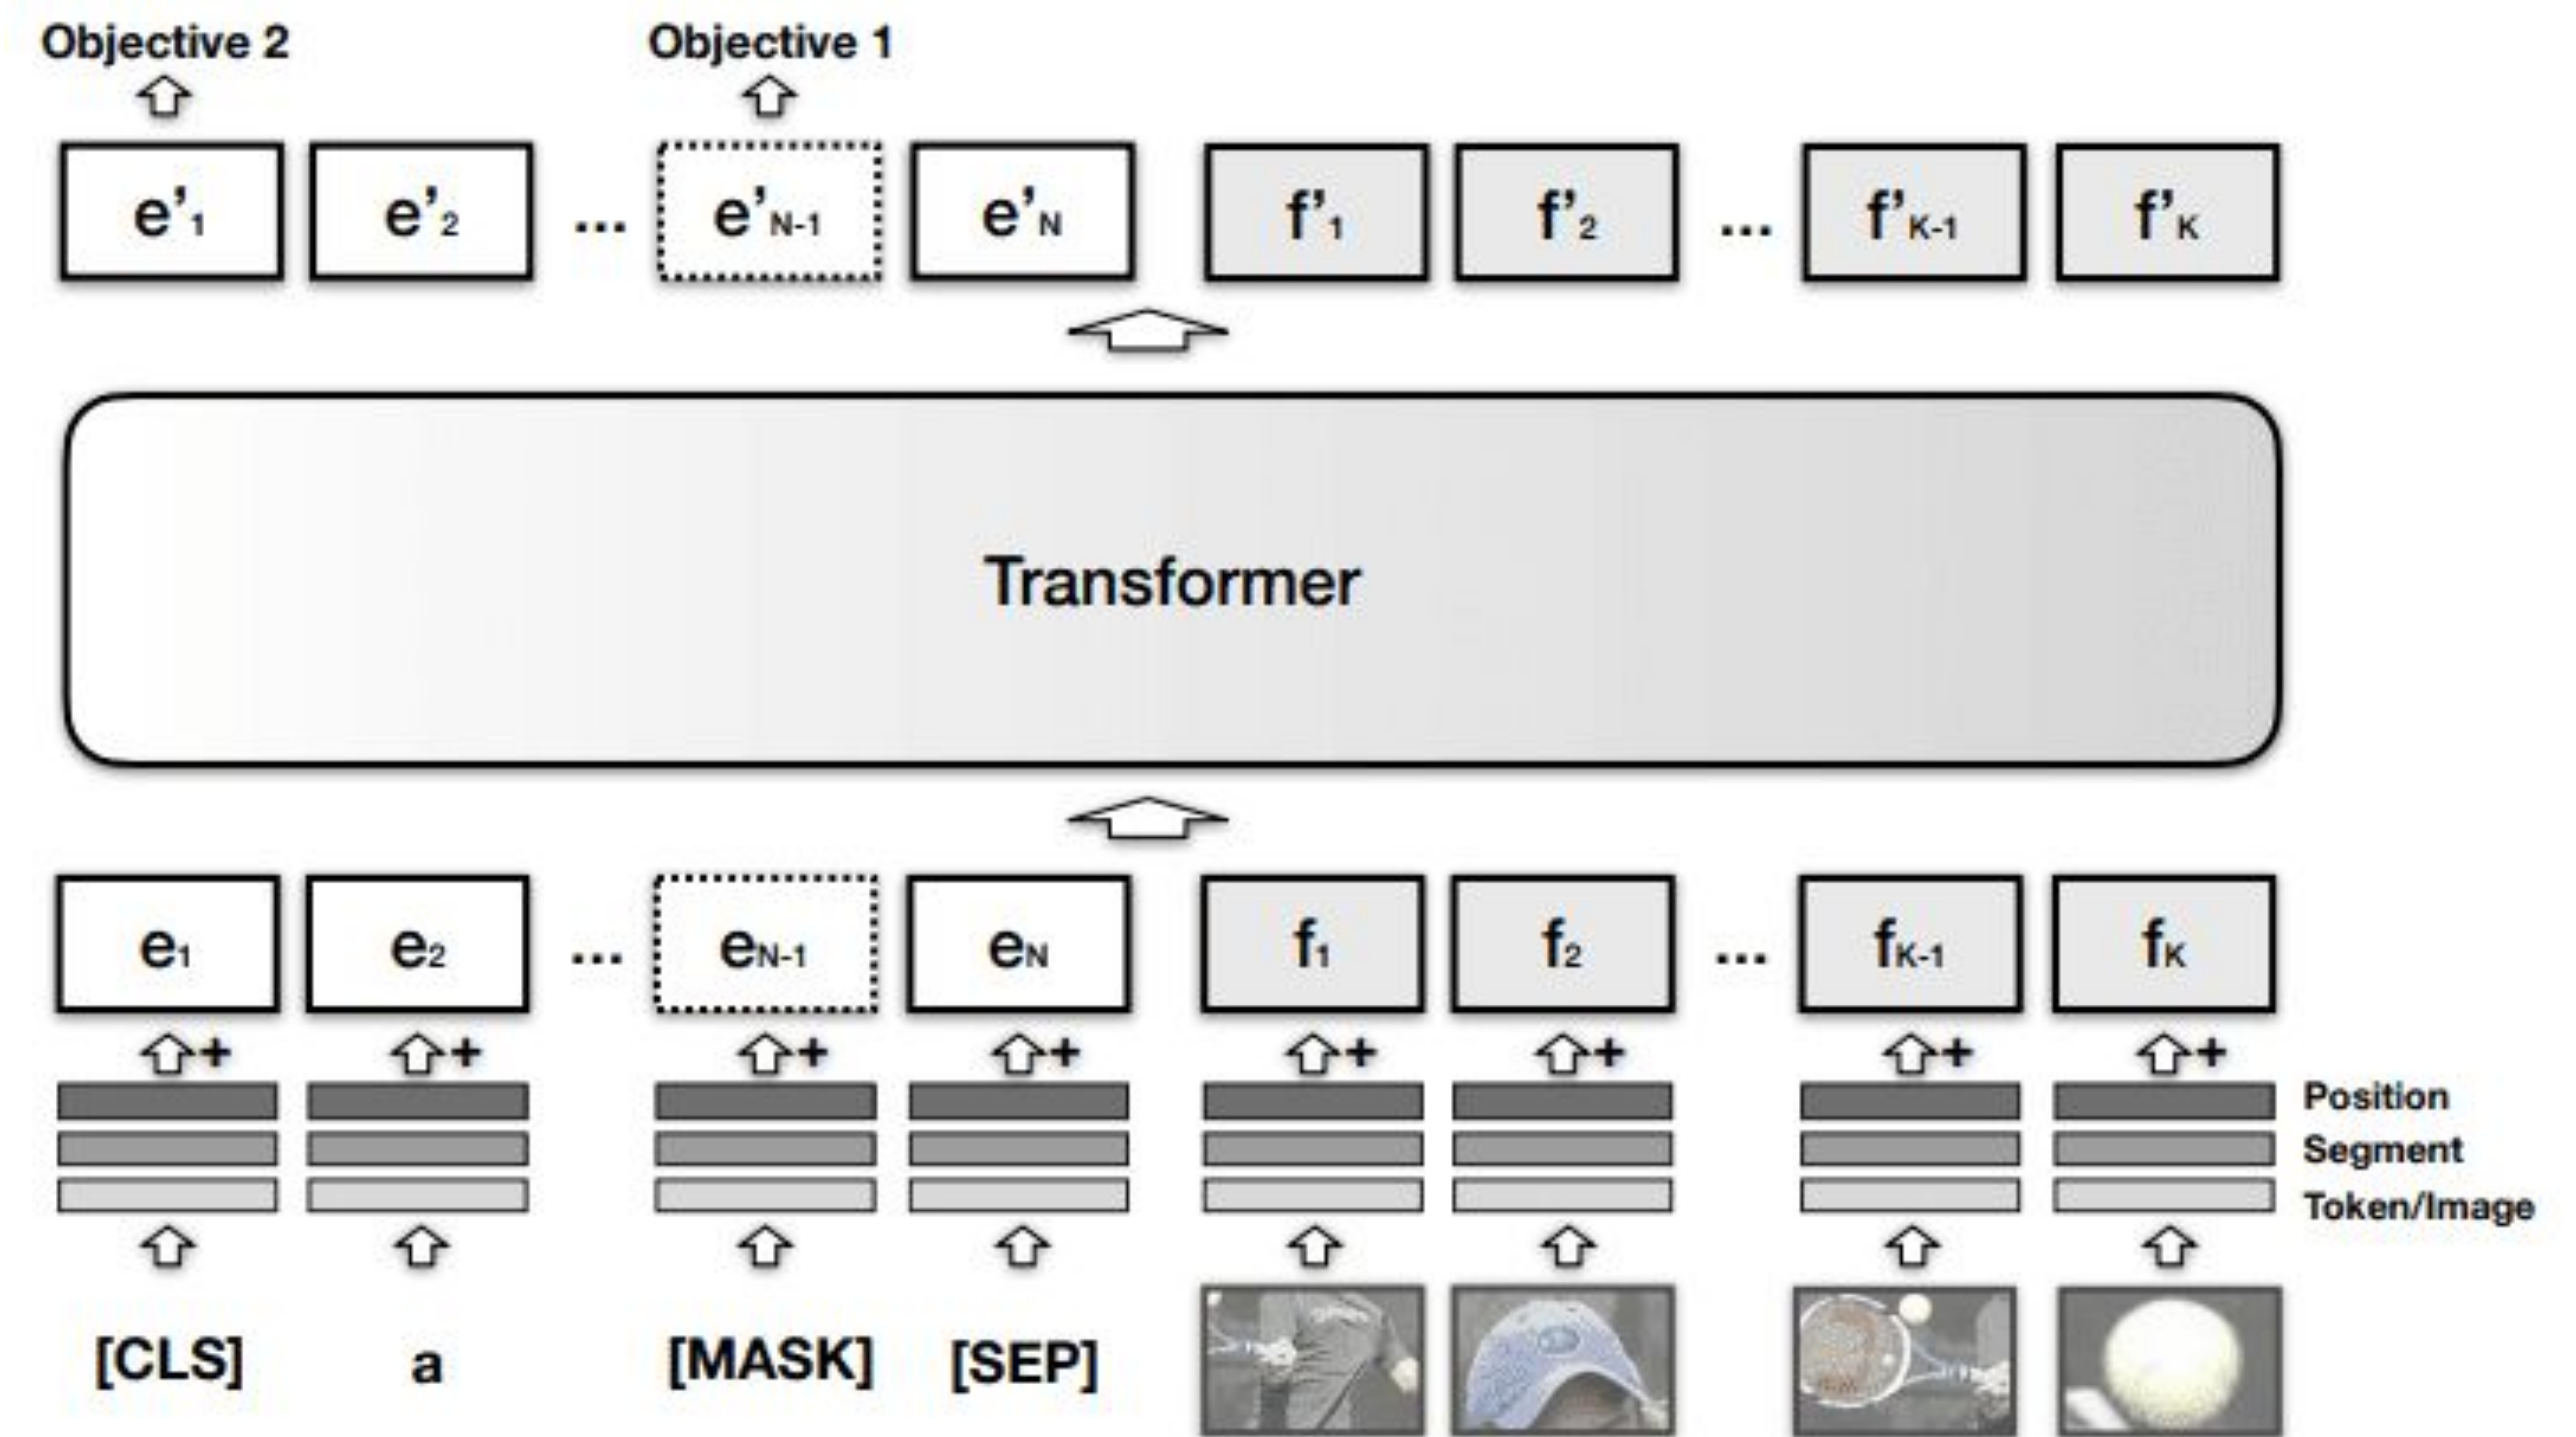 Objective 2 Objective 1
e'1 e'2 ... e'N-1 e'N f'1 f'2 ... f'K-1 f'K
Transformer
e1 e2 ... eN-1 eN f1 f2 ... fK-1 fK
+ + + + + + + +
Position
Segment
Token/Image
[CLS] a [MASK] [SEP]